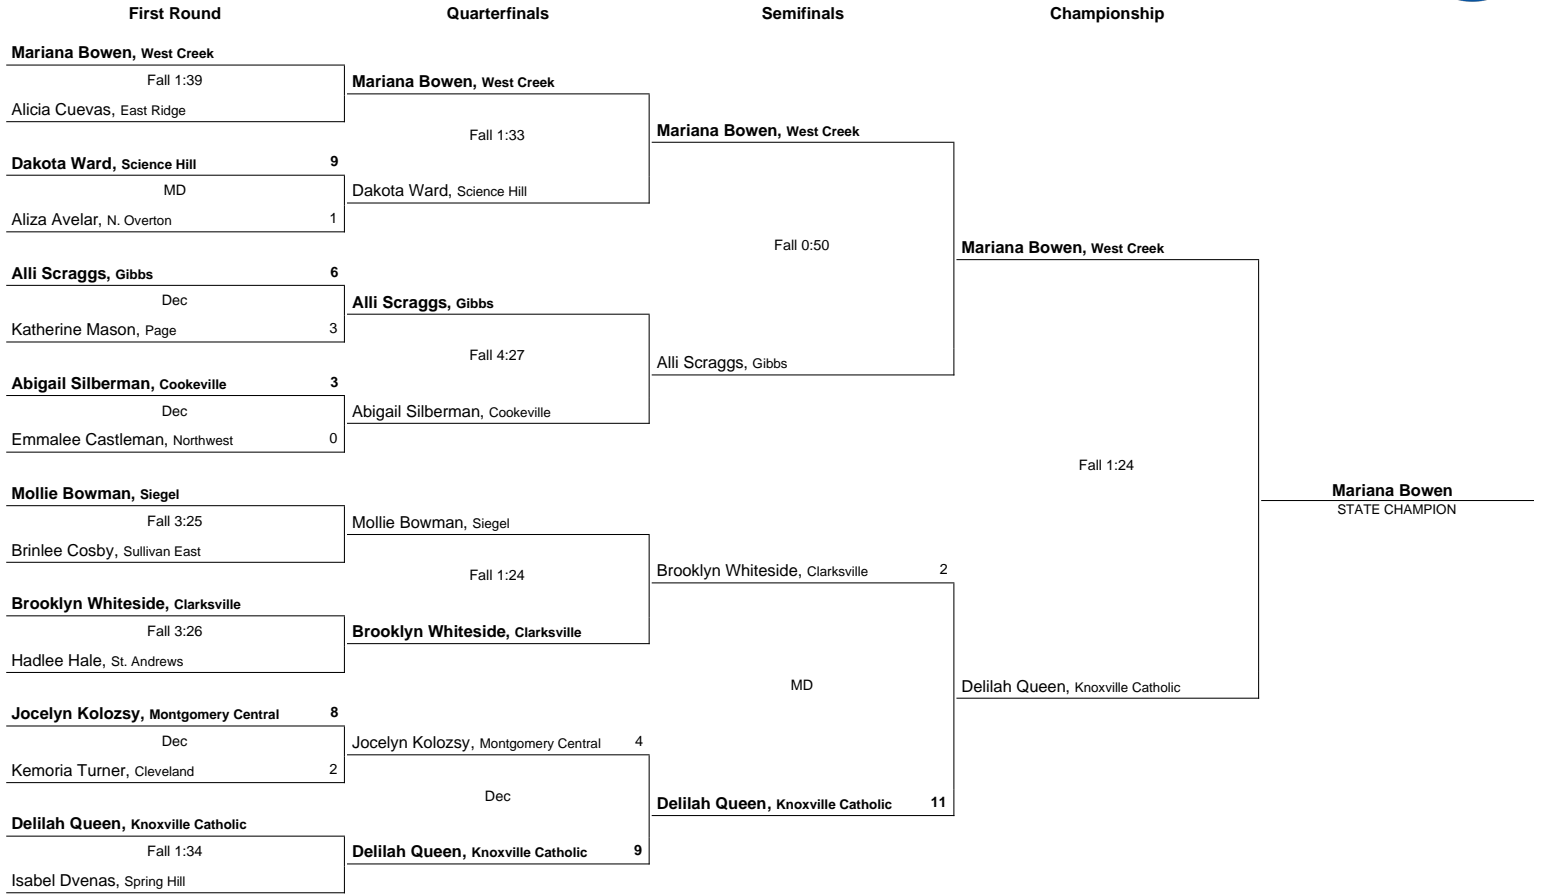 First Round
Quarterfinals
Semifinals
Championship
Mariana Bowen, West Creek
Fall 1:39
Alicia Cuevas, East Ridge
Dakota Ward, Science Hill 9
MD
Aliza Avelar, N. Overton 1
Alli Scraggs, Gibbs 6
Dec
Katherine Mason, Page 3
Abigail Silberman, Cookeville 3
Dec
Emmalee Castleman, Northwest 0
Mollie Bowman, Siegel
Fall 3:25
Brinlee Cosby, Sullivan East
Brooklyn Whiteside, Clarksville
Fall 3:26
Hadlee Hale, St. Andrews
Jocelyn Kolozsy, Montgomery Central 8
Dec
Kemoria Turner, Cleveland 2
Delilah Queen, Knoxville Catholic
Fall 1:34
Isabel Dvenas, Spring Hill
Mariana Bowen, West Creek
Fall 1:33
Dakota Ward, Science Hill
Alli Scraggs, Gibbs
Fall 4:27
Abigail Silberman, Cookeville
Mollie Bowman, Siegel
Fall 1:24
Brooklyn Whiteside, Clarksville
Jocelyn Kolozsy, Montgomery Central 4
Dec
Delilah Queen, Knoxville Catholic 9
Mariana Bowen, West Creek
Fall 0:50
Alli Scraggs, Gibbs
Brooklyn Whiteside, Clarksville 2
MD
Delilah Queen, Knoxville Catholic 11
Mariana Bowen, West Creek
Fall 1:24
Delilah Queen, Knoxville Catholic
Mariana Bowen
STATE CHAMPION